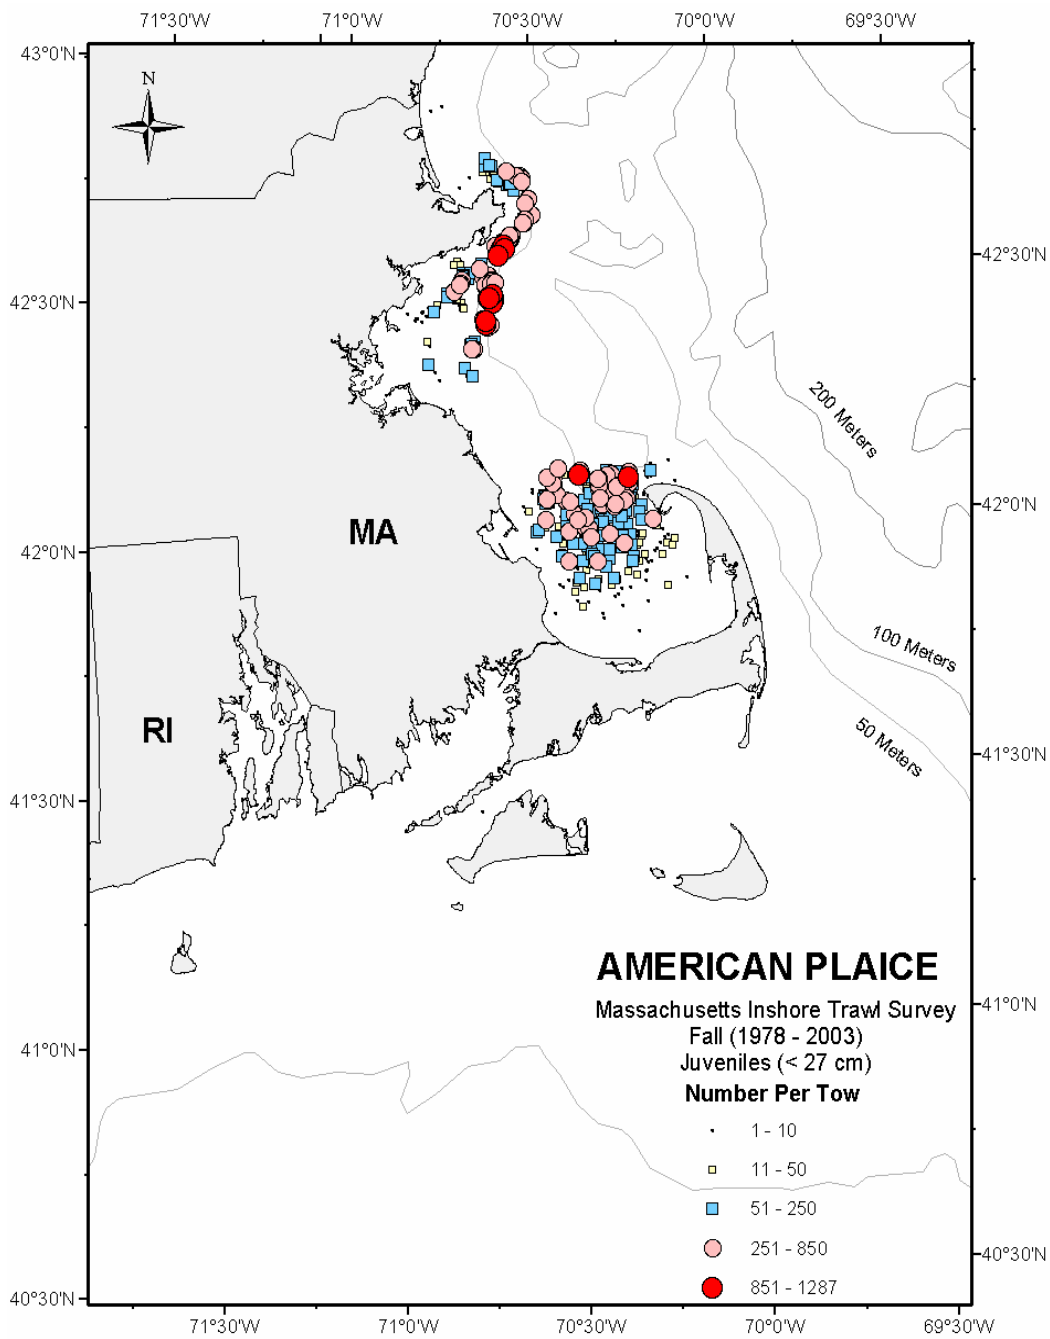 71°30'W 71°0'W 70°30'W 70°0'W 69°30'W
43°0'N
N
42°30'N
42°30'N
200 Meters
42°0'N
MA
42°0'N
100 Meters
RI
50 Meters
41°30'N
41°30'N
AMERICAN PLAICE
41°0'N
Massachusetts Inshore Trawl Survey
Fall (1978 - 2003)
41°0'N
Juveniles (< 27 cm)
Number Per Tow
1 - 10
11 - 50
51 - 250
251 - 850
40°30'N
851 - 1287
40°30'N
71°30'W 71°0'W 70°30'W 70°0'W 69°30'W